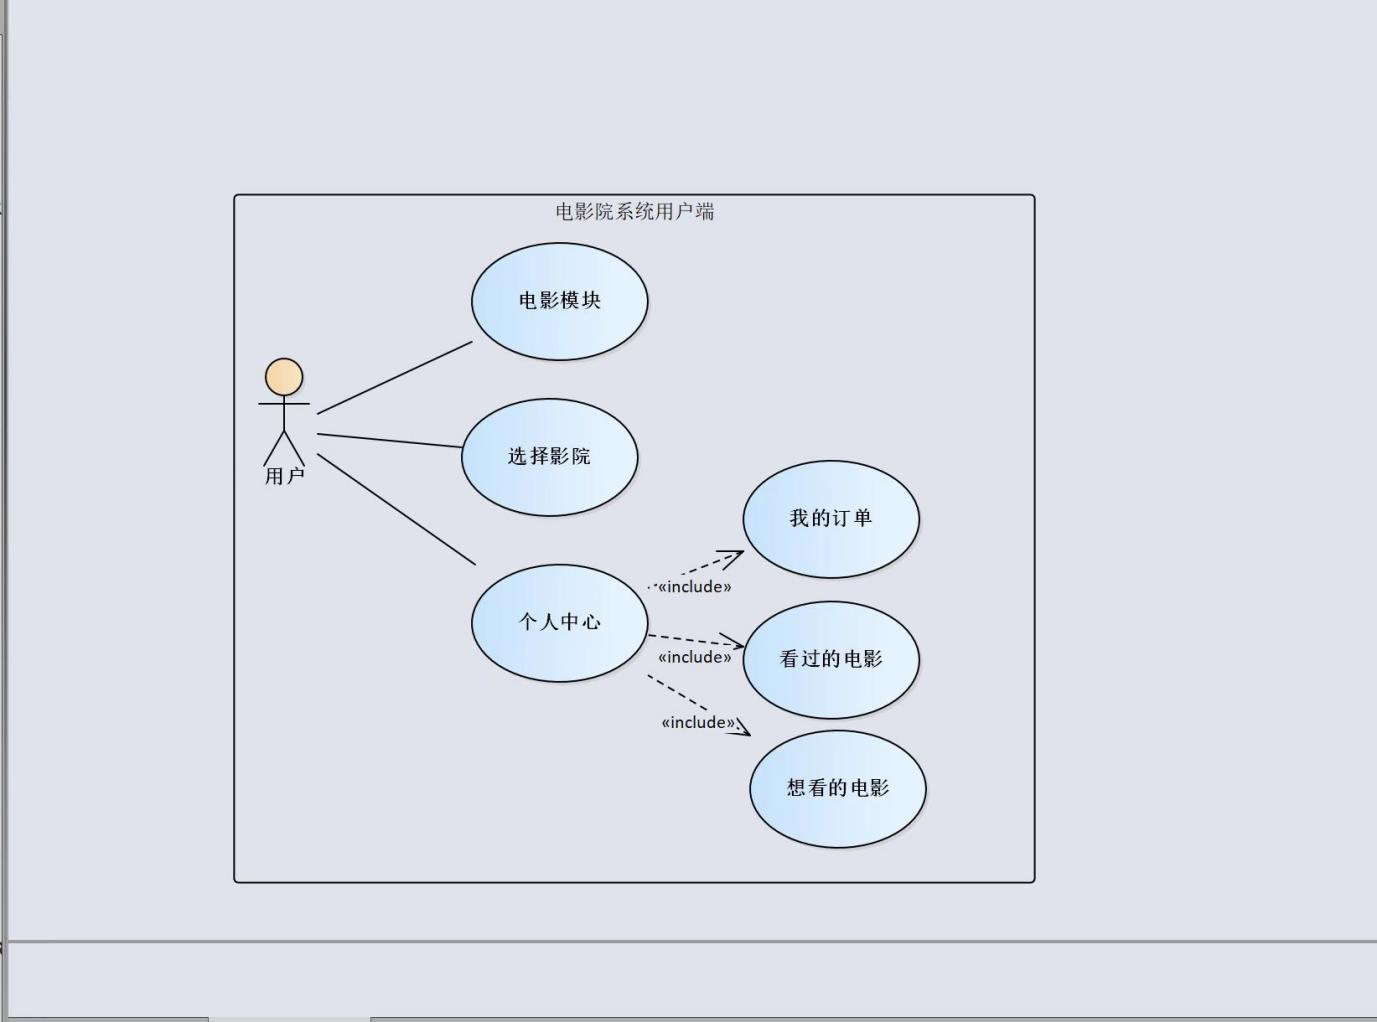 电影院系统用户端
电影模块
用户
选择影院
个人中心
«include»
我的订单
«include»
看过的电影
«include»
想看的电影